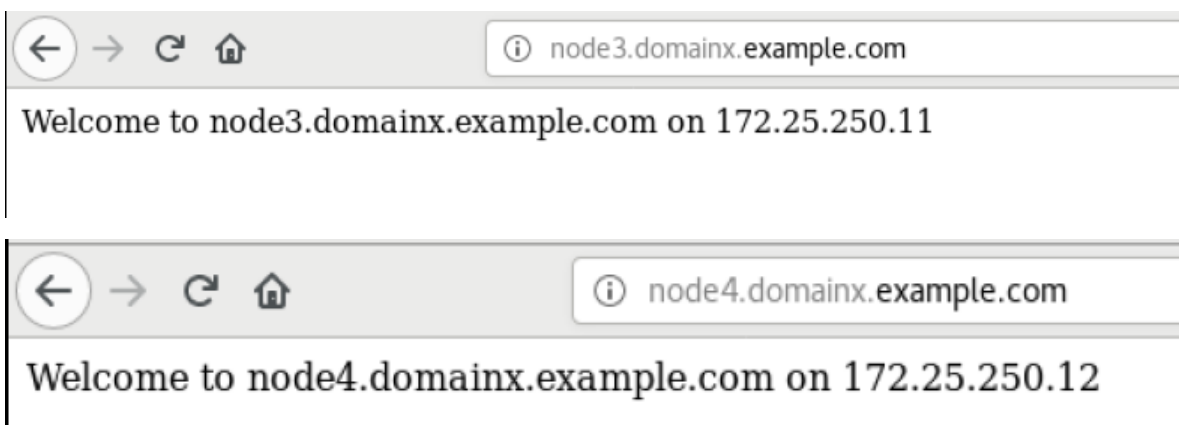 node3.domainx.example.com
Welcome to node3.domainx.example.com on 172.25.250.11
node4.domainx.example.com
Welcome to node4.domainx.example.com on 172.25.250.12